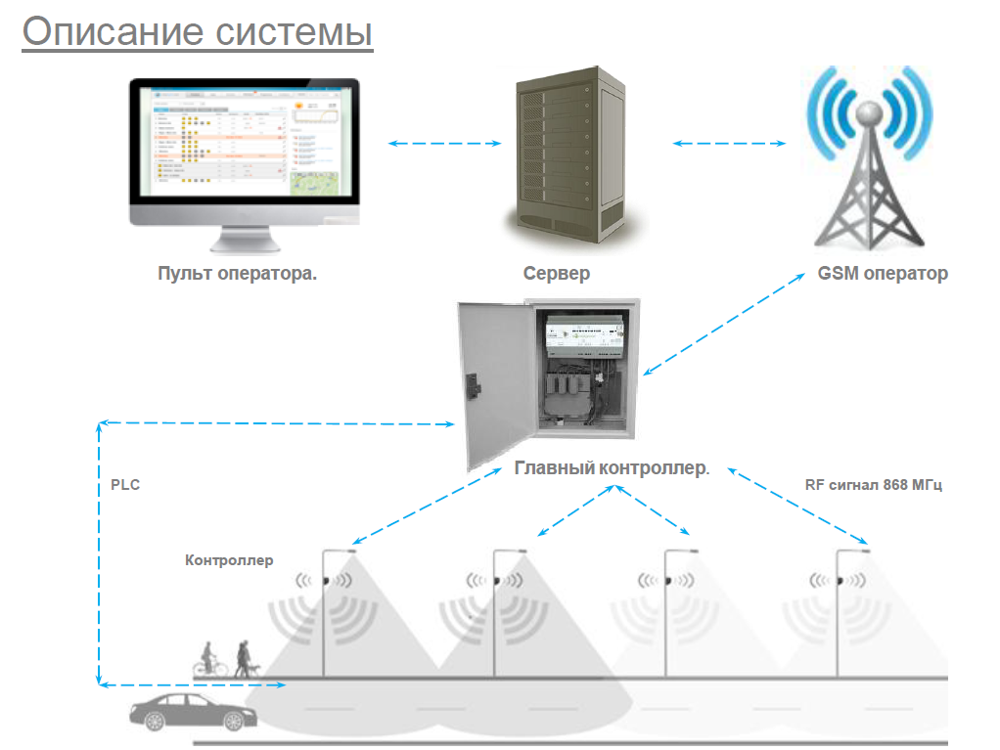 Описание системы
Пульт оператора.
Сервер
GSM оператор
Главный контроллер.
PLC
RF сигнал 868 МГц
Контроллер